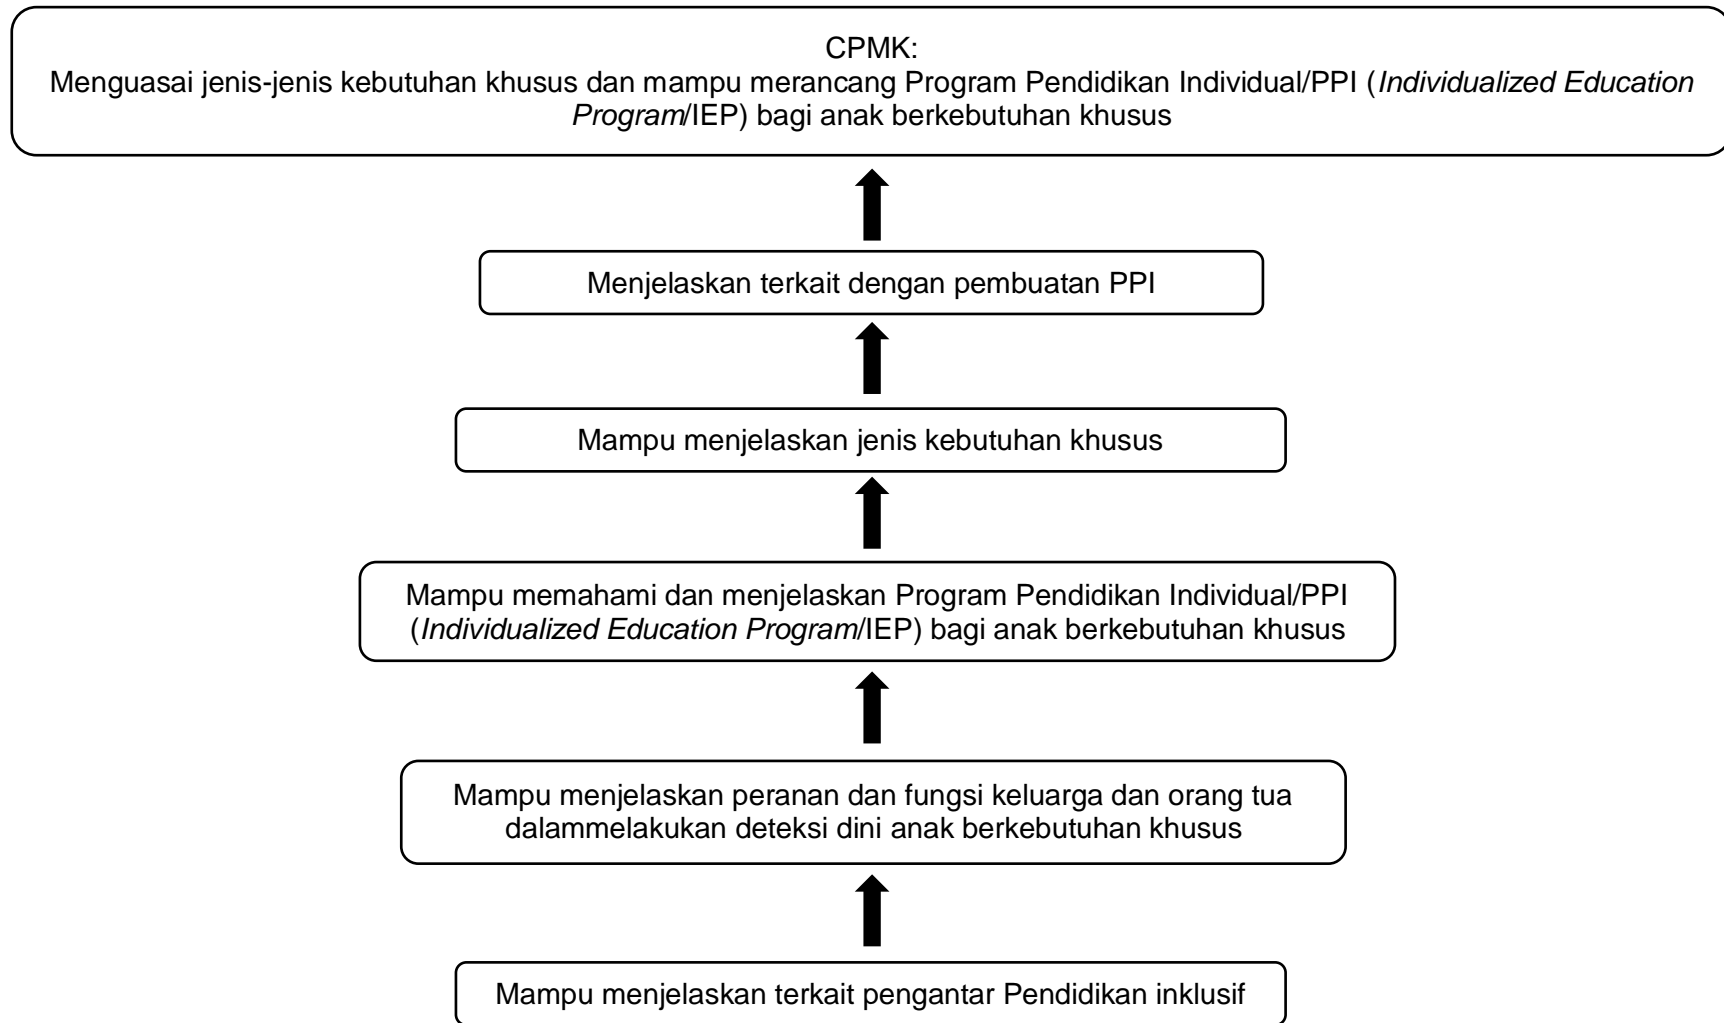 CPMK:
Menguasai jenis-jenis kebutuhan khusus dan mampu merancang Program Pendidikan Individual/PPI (Individualized Education
Program/IEP) bagi anak berkebutuhan khusus
Menjelaskan terkait dengan pembuatan PPI
Mampu menjelaskan jenis kebutuhan khusus
Mampu memahami dan menjelaskan Program Pendidikan Individual/PPI
(Individualized Education Program/IEP) bagi anak berkebutuhan khusus
Mampu menjelaskan peranan dan fungsi keluarga dan orang tua
dalammelakukan deteksi dini anak berkebutuhan khusus
Mampu menjelaskan terkait pengantar Pendidikan inklusif